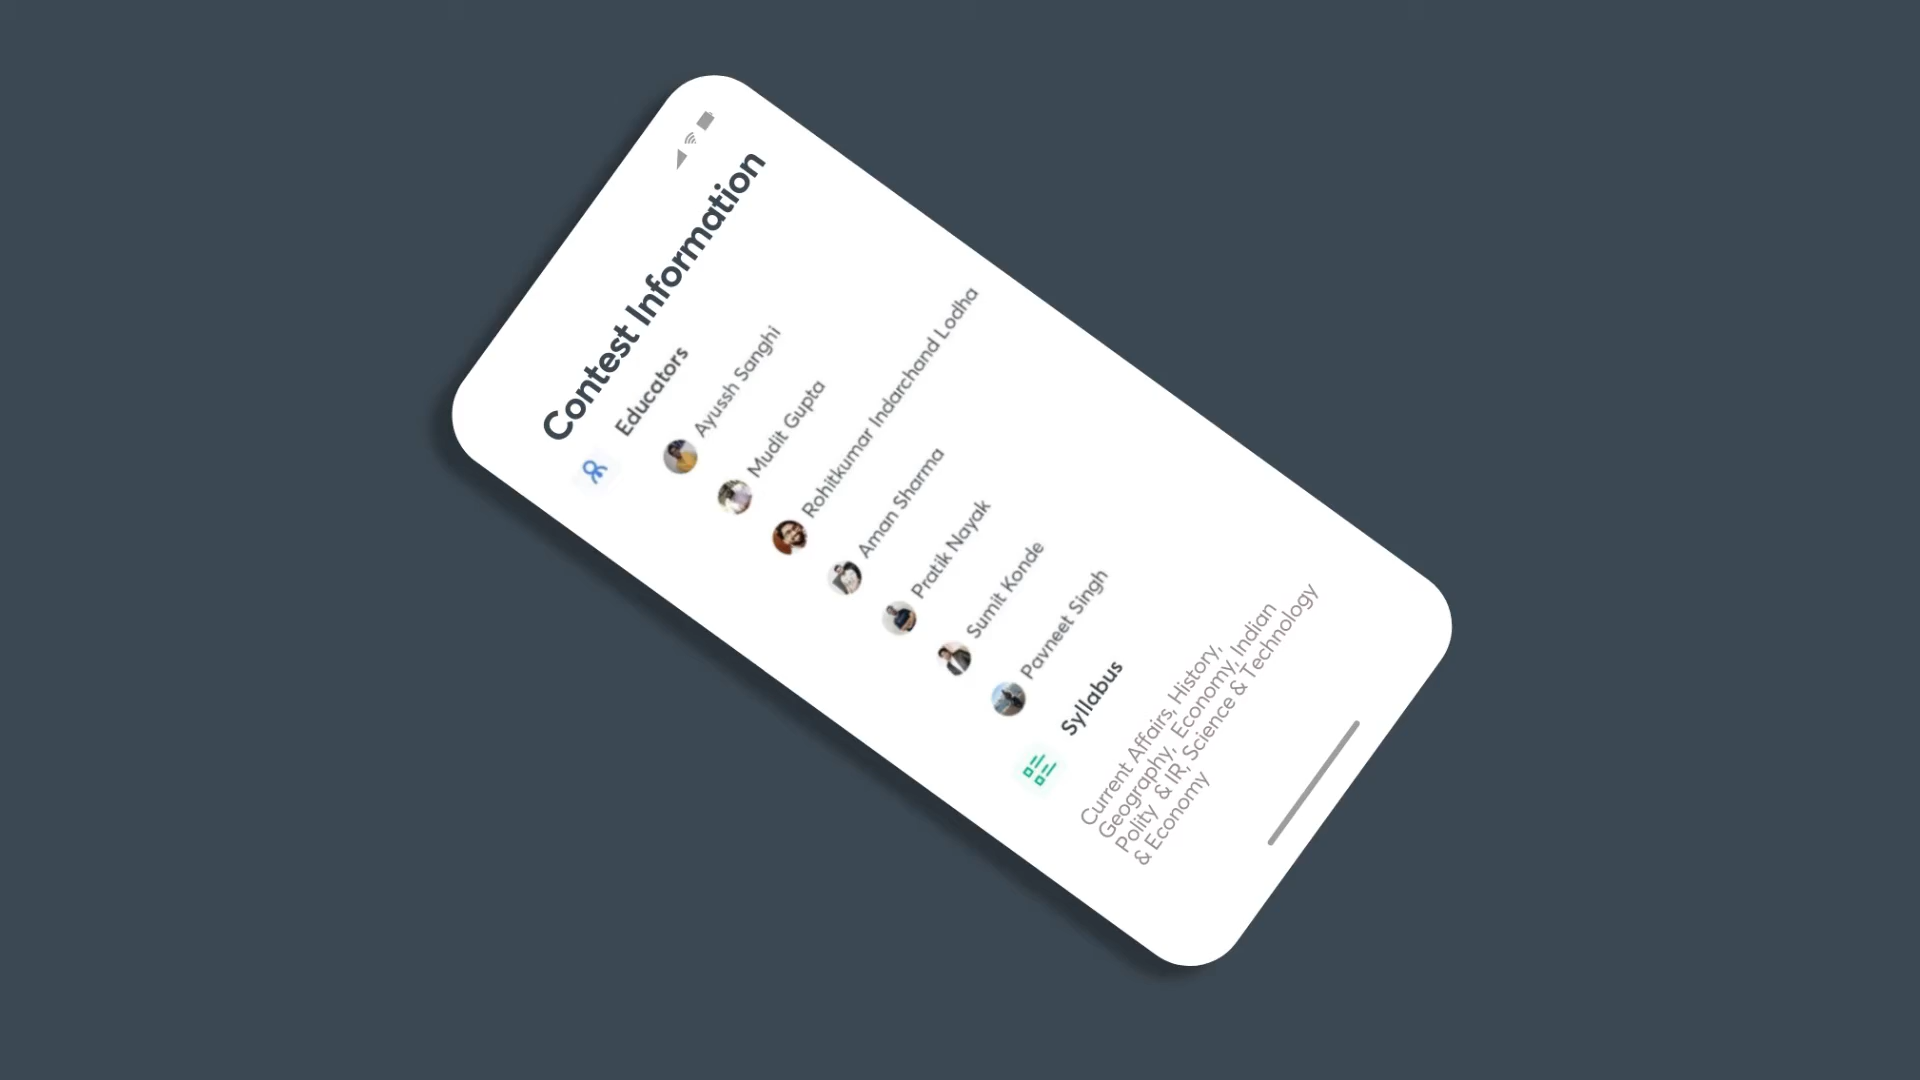 Contest Information
Educators
Ayussh Sanghi
Mudit Gupta
Rohitkumar Indarchand Lodha
Aman Sharma
Pratik Nayak
Sumit Konde
Pavneet Singh
Syllabus
Current Affairs, History,
Geography, Economy, Indian
Polity & IR, Science & Technology
& Economy